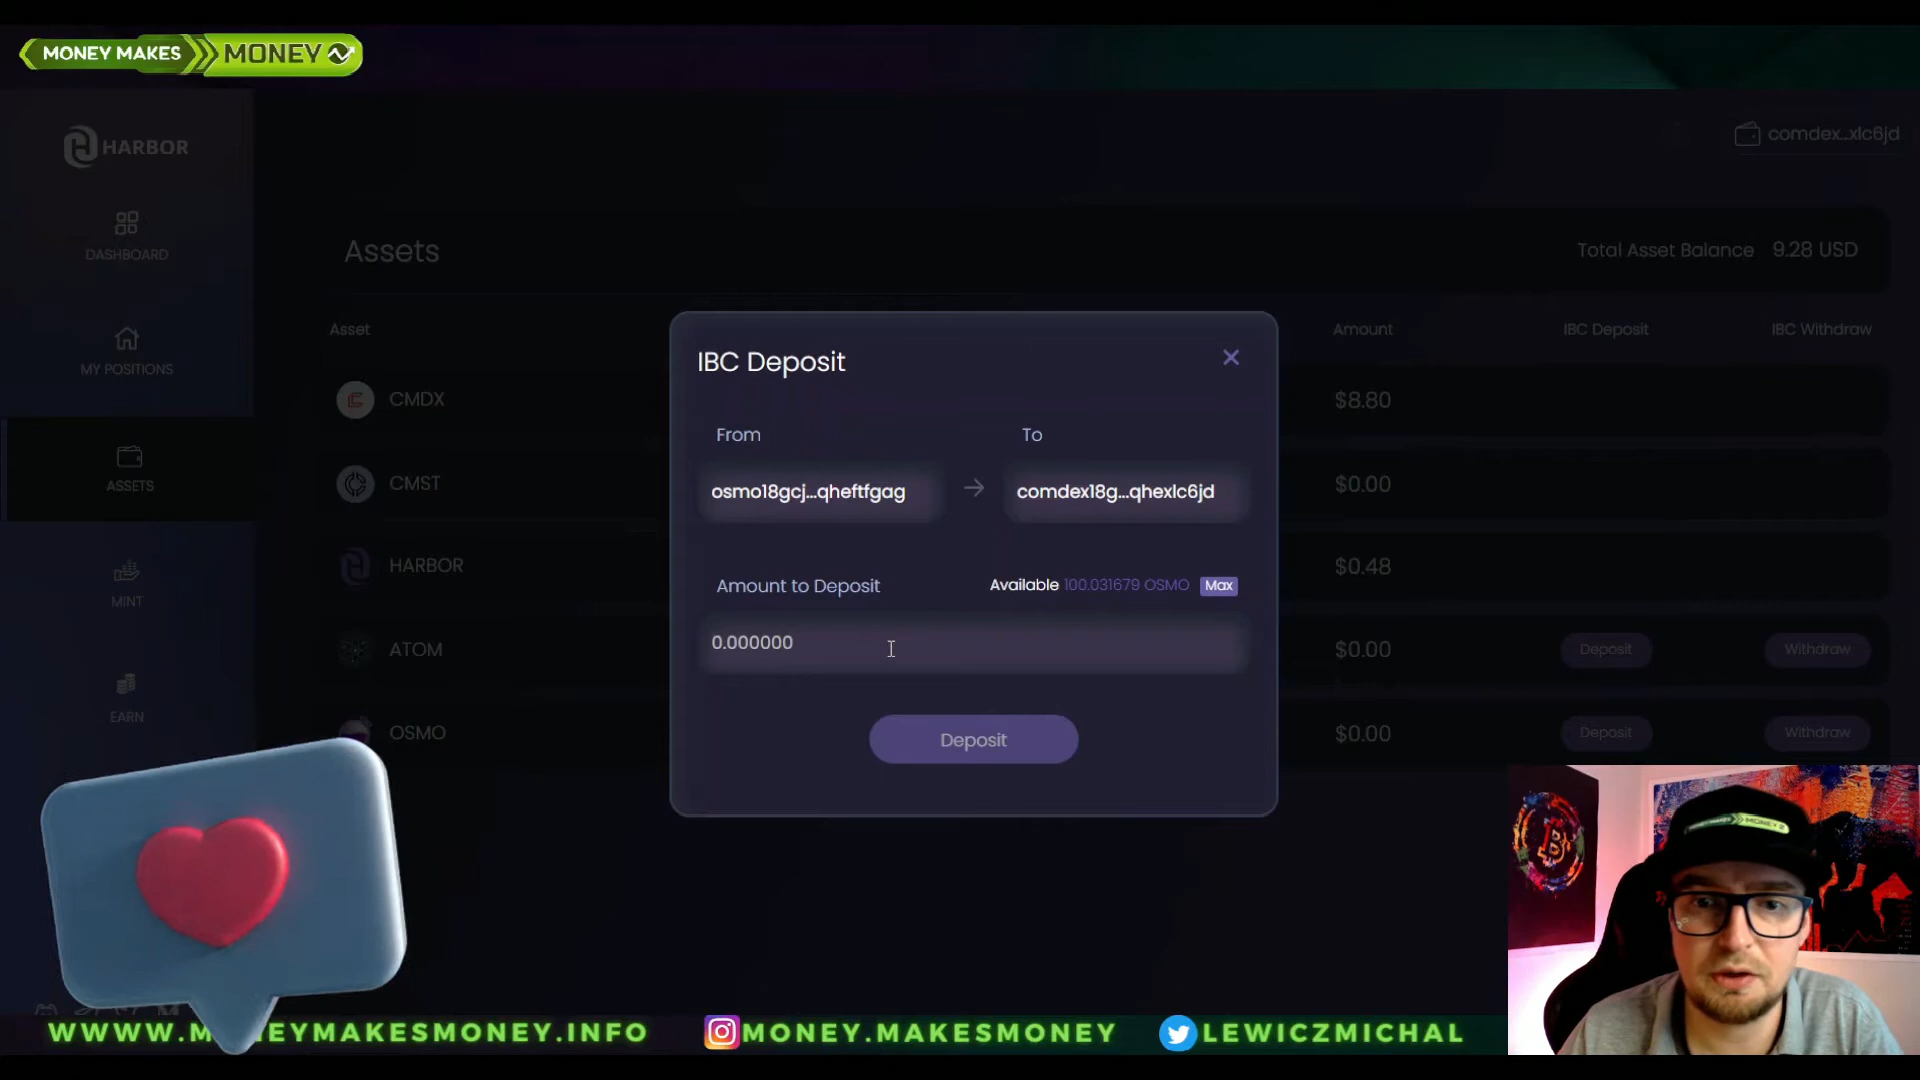 MONEY MAKES MONEY
HARBOR
comdex...xlc6jd
DASHBOARD
Assets
Total Asset Balance 9.28 USD
Asset
Amount
IBC Deposit
IBC Withdraw
MY POSITIONS
IBC Deposit
CMDX
$8.80
From
To
ASSETS
CMST
osmo18gcj...qheftfgag
comdex18g...qhexlc6jd
$0.00
HARBOR
$0.48
Amount to Deposit
Available 100.031679 OSMO Max
MINT
0.000000
ATOM
$0.00
Deposit
Withdraw
EARN
OSMO
Deposit
$0.00
Deposit
Withdraw
MONEY MAKES MONEY
MONEY.MAKESMONEY
LEWICZMICHAL